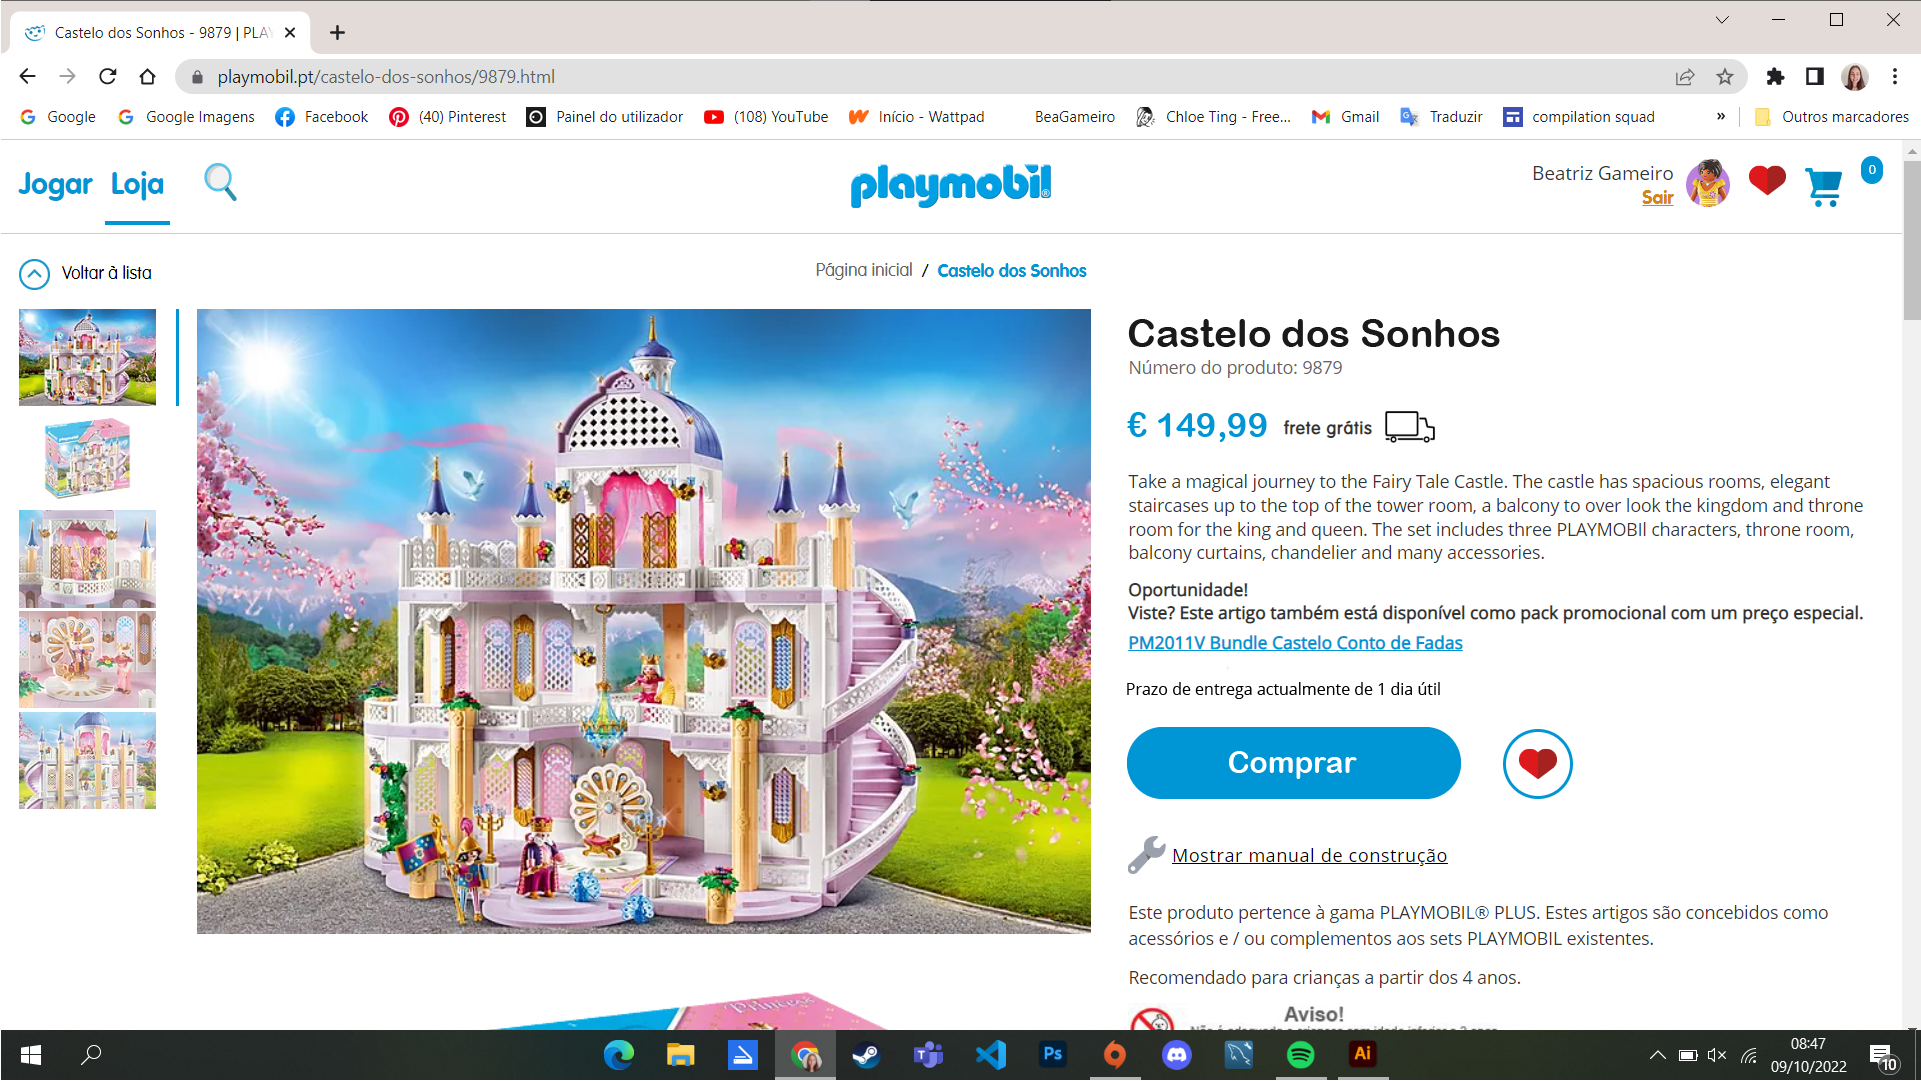 Castelo dos Sonhos - 9879 | PLAY
playmobil.pt/castelo-dos-sonhos/9879.html
Google
Google Imagens
Facebook
(40) Pinterest
Painel do utilizador
(108) YouTube
Início - Wattpad
BeaGameiro
Chloe Ting - Free...
Gmail
Traduzir
compilation squad
»
Outros marcadores
Jogar
Loja
playmobil®
Beatriz Gameiro
Sair
0
Voltar à lista
Página inicial / Castelo dos Sonhos
Castelo dos Sonhos
Número do produto: 9879
€ 149,99 frete grátis
Take a magical journey to the Fairy Tale Castle. The castle has spacious rooms, elegant
staircases up to the top of the tower room, a balcony to over look the kingdom and throne
room for the king and queen. The set includes three PLAYMOBIl characters, throne room,
balcony curtains, chandelier and many accessories.
Oportunidade!
Viste? Este artigo também está disponível como pack promocional com um preço especial.
PM2011V Bundle Castelo Conto de Fadas
Prazo de entrega actualmente de 1 dia útil
Comprar
Mostrar manual de construção
Este produto pertence à gama PLAYMOBIL® PLUS. Estes artigos são concebidos como
acessórios e / ou complementos aos sets PLAYMOBIL existentes.
Recomendado para crianças a partir dos 4 anos.
Aviso!
Princess
Ps
Ai
08:47
09/10/2022
10